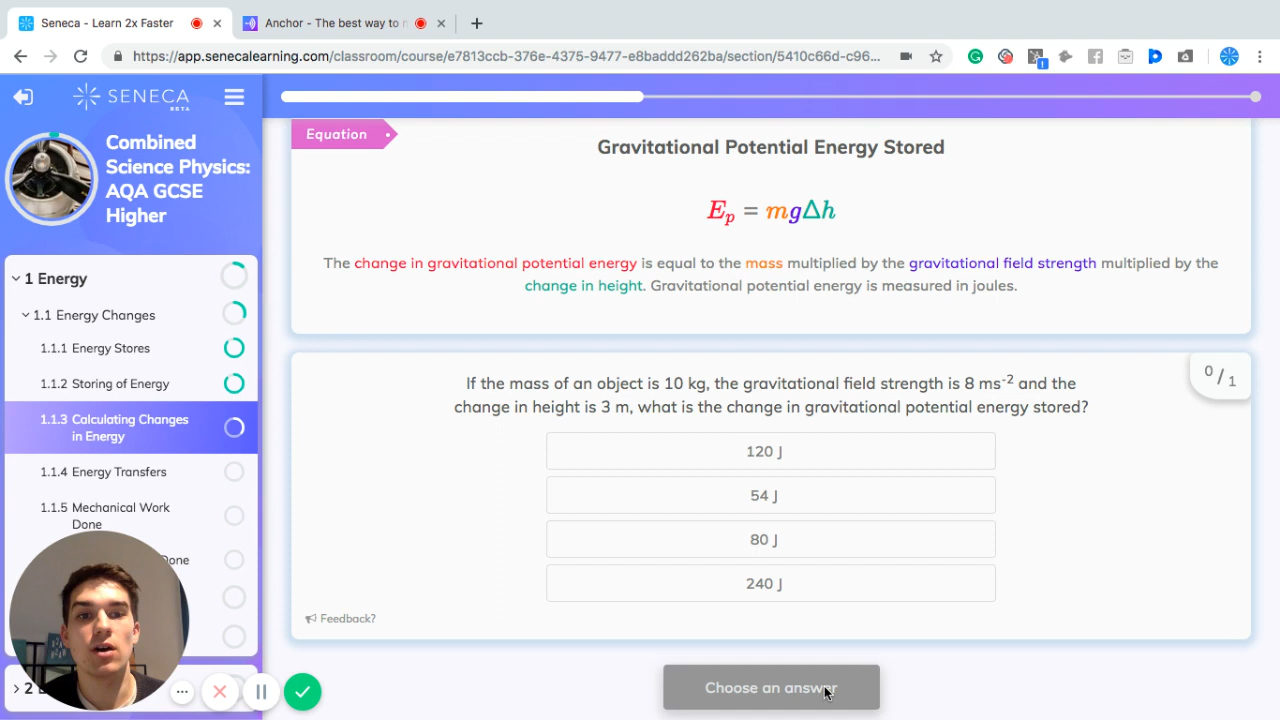 Seneca - Learn 2x Faster
Anchor - The best way to
https://app.senecalearning.com/classroom/course/e7813ccb-376e-4375-9477-e8baddd262ba/section/5410c66d-c96...
SENECA
BETA
Combined
Science Physics:
AQA GCSE
Higher
1 Energy
1.1 Energy Changes
1.1.1 Energy Stores
1.1.2 Storing of Energy
1.1.3 Calculating Changes
in Energy
1.1.4 Energy Transfers
1.1.5 Mechanical Work
Done
Done
2
Equation
Gravitational Potential Energy Stored
Eₚ = mgΔh
The change in gravitational potential energy is equal to the mass multiplied by the gravitational field strength multiplied by the
change in height. Gravitational potential energy is measured in joules.
0/1
If the mass of an object is 10 kg, the gravitational field strength is 8 ms⁻² and the
change in height is 3 m, what is the change in gravitational potential energy stored?
120 J
54 J
80 J
240 J
Feedback?
Choose an answer